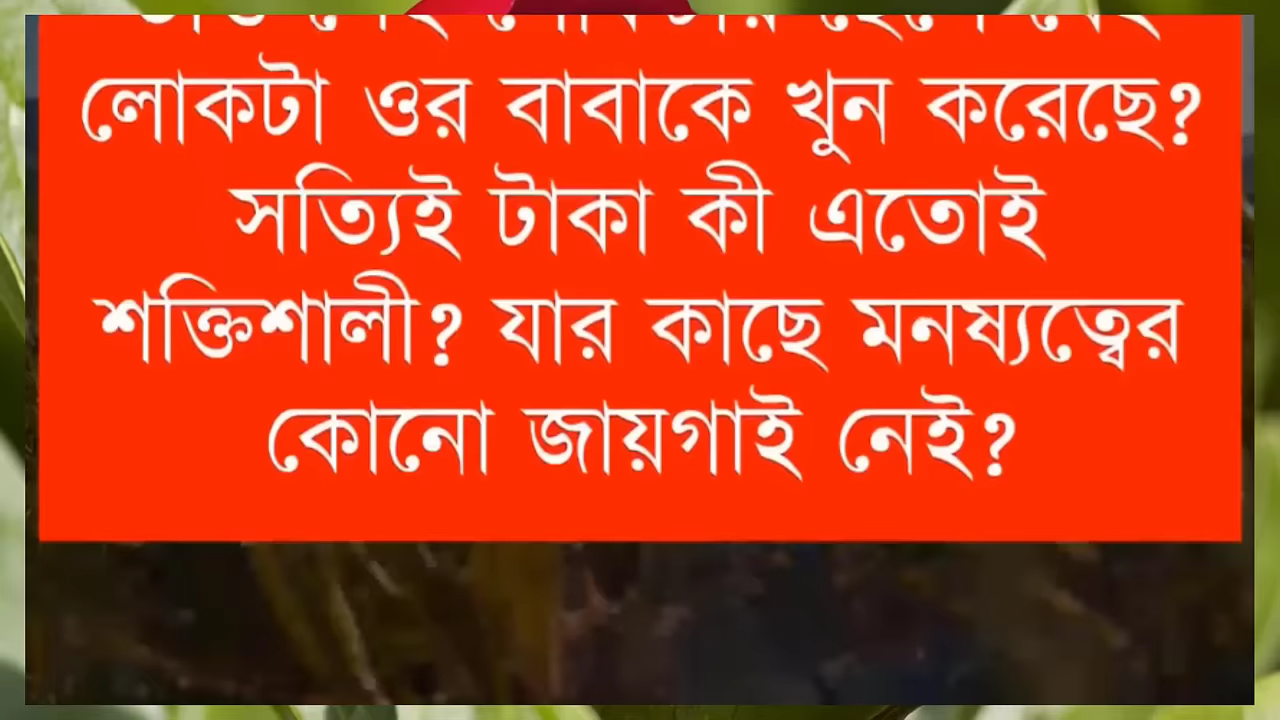 লোকটা ওর বাবাকে খুন করেছে?
সত্যিই টাকা কী এতোই
শক্তিশালী? যার কাছে মনষ্যত্বের
কোনো জায়গাই নেই?